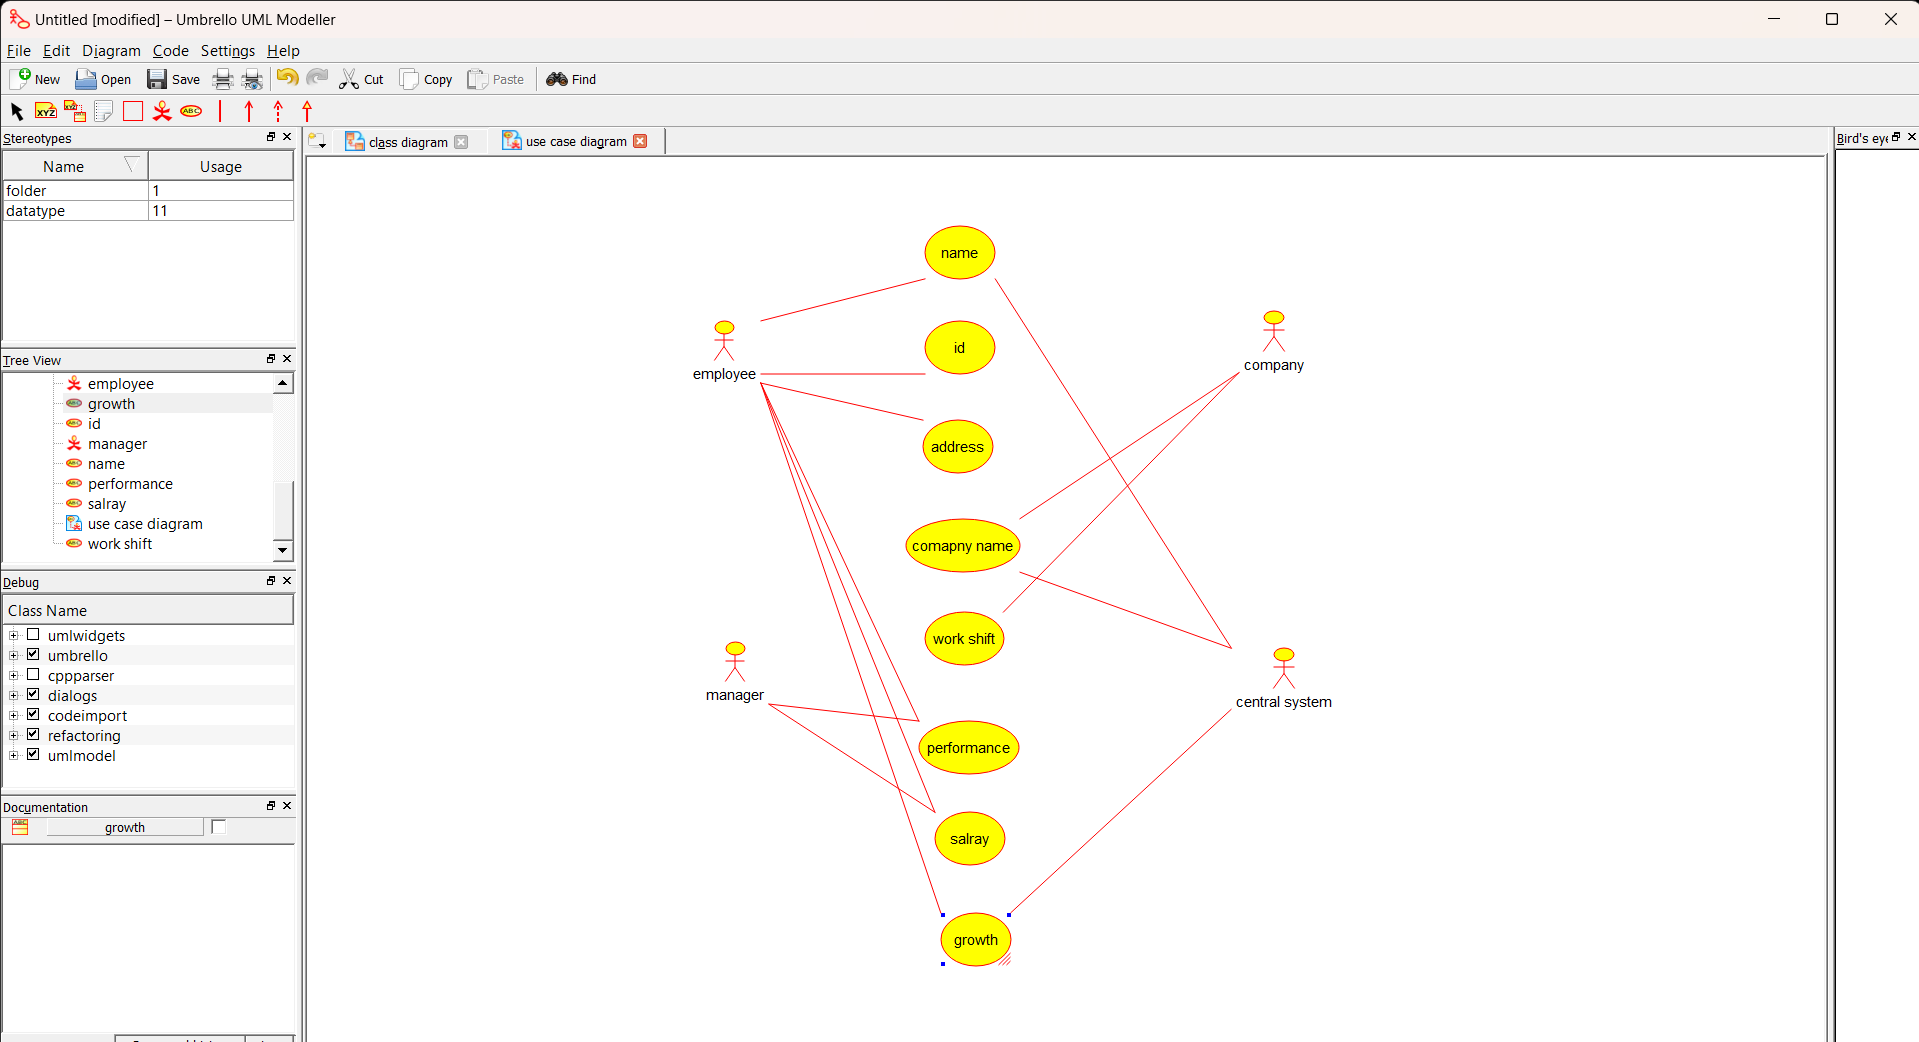 Untitled [modified] – Umbrello UML Modeller
File Edit Diagram Code Settings Help
New Open Save Cut Copy Paste Find
XYZ XYZ ABC
Stereotypes
Name Usage
folder 1
datatype 11
Tree View
employee
growth
id
manager
name
performance
salray
use case diagram
work shift
Debug
Class Name
umlwidgets
umbrello
cppparser
dialogs
codeimport
refactoring
umlmodel
Documentation
growth
class diagram
use case diagram
Bird's eye
name
id
employee
company
address
comapny name
work shift
manager
central system
performance
salray
growth